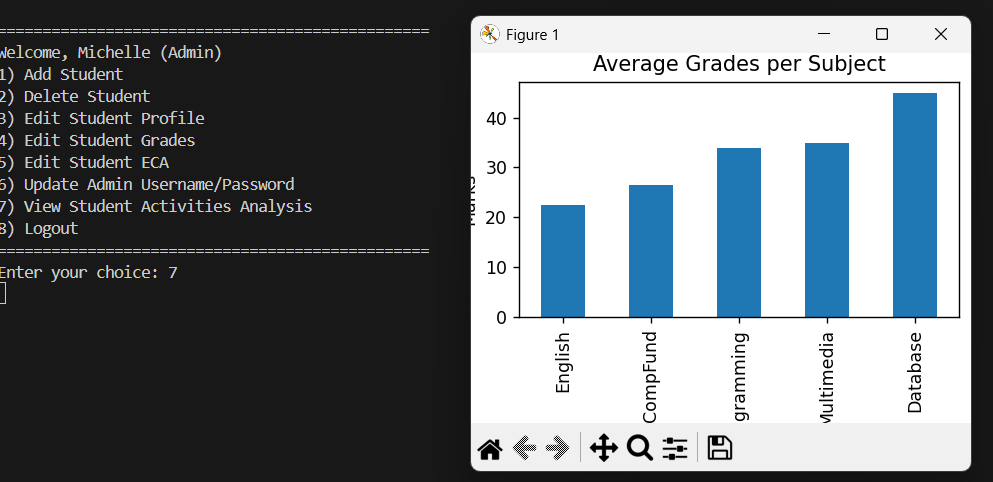 ==================================================
Welcome, Michelle (Admin)
1) Add Student
2) Delete Student
3) Edit Student Profile
4) Edit Student Grades
5) Edit Student ECA
6) Update Admin Username/Password
7) View Student Activities Analysis
8) Logout
==================================================
Enter your choice: 7
Figure 1
Average Grades per Subject
40
30
20
10
0
Marks
English
CompFund
gramming
Multimedia
Database